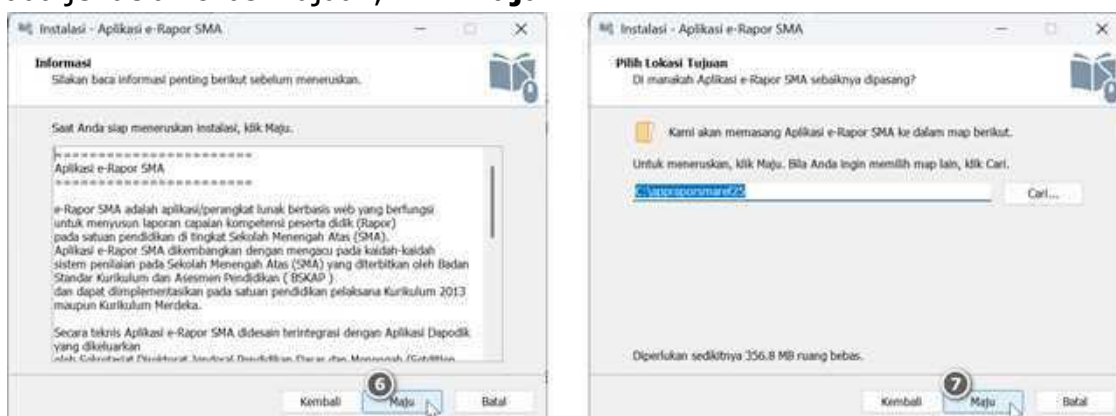 Instalasi - Aplikasi e-Rapor SMA
Informasi
Silakan baca informasi penting berikut sebelum meneruskan.
Saat Anda siap meneruskan instalasi, klik Maju.
========================
Aplikasi e-Rapor SMA
========================
e-Rapor SMA adalah aplikasi/perangkat lunak berbasis web yang berfungsi
untuk menyusun laporan capaian kompetensi peserta didik (Rapor)
pada satuan pendidikan di tingkat Sekolah Menengah Atas (SMA).
Aplikasi e-Rapor SMA dikembangkan dengan mengacu pada kaidah-kaidah
sistem penilaian pada Sekolah Menengah Atas (SMA) yang diterbitkan oleh Badan
Standar Kurikulum dan Asesmen Pendidikan ( BSKAP )
dan dapat diimplementasikan pada satuan pendidikan pelaksana Kurikulum 2013
maupun Kurikulum Merdeka.
Secara teknis Aplikasi e-Rapor SMA didesain terintegrasi dengan Aplikasi Dapodik
yang dikeluarkan
6
Kembali
Maju
Batal
Instalasi - Aplikasi e-Rapor SMA
Pilih Lokasi Tujuan
Di manakah Aplikasi e-Rapor SMA sebaiknya dipasang?
Kami akan memasang Aplikasi e-Rapor SMA ke dalam map berikut.
Untuk meneruskan, klik Maju. Bila Anda ingin memilih map lain, klik Cari.
Cari...
Diperlukan sedikitnya 356.8 MB ruang bebas.
7
Kembali
Maju
Batal